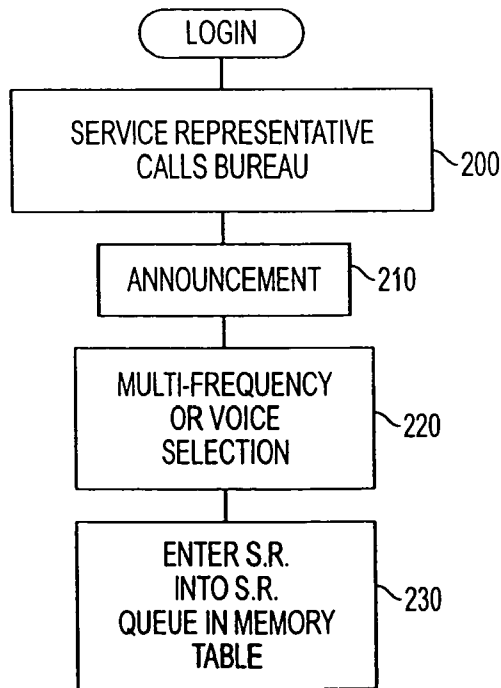 LOGIN
SERVICE REPRESENTATIVE
CALLS BUREAU
200
ANNOUNCEMENT
210
MULTI-FREQUENCY
OR VOICE
SELECTION
220
ENTER S.R.
INTO S.R.
QUEUE IN MEMORY
TABLE
230